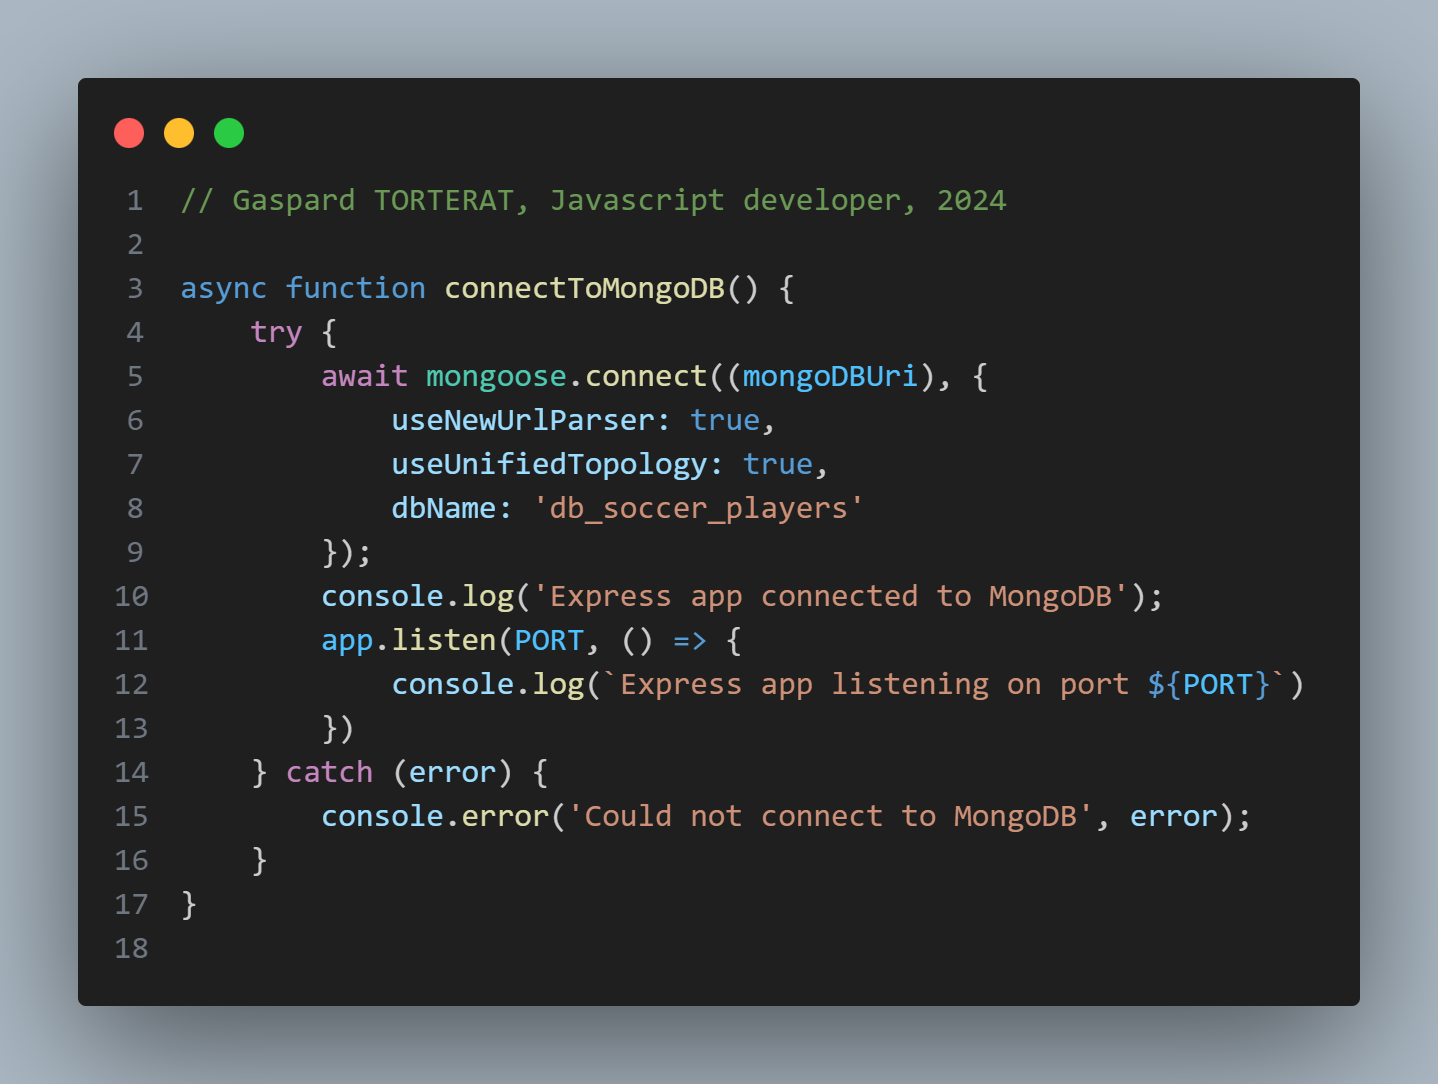 1 // Gaspard TORTERAT, Javascript developer, 2024
2
3 async function connectToMongoDB() {
4     try {
5         await mongoose.connect((mongoDBUri), {
6             useNewUrlParser: true,
7             useUnifiedTopology: true,
8             dbName: 'db_soccer_players'
9         });
10         console.log('Express app connected to MongoDB');
11         app.listen(PORT, () => {
12             console.log(`Express app listening on port ${PORT}`)
13         })
14     } catch (error) {
15         console.error('Could not connect to MongoDB', error);
16     }
17 }
18